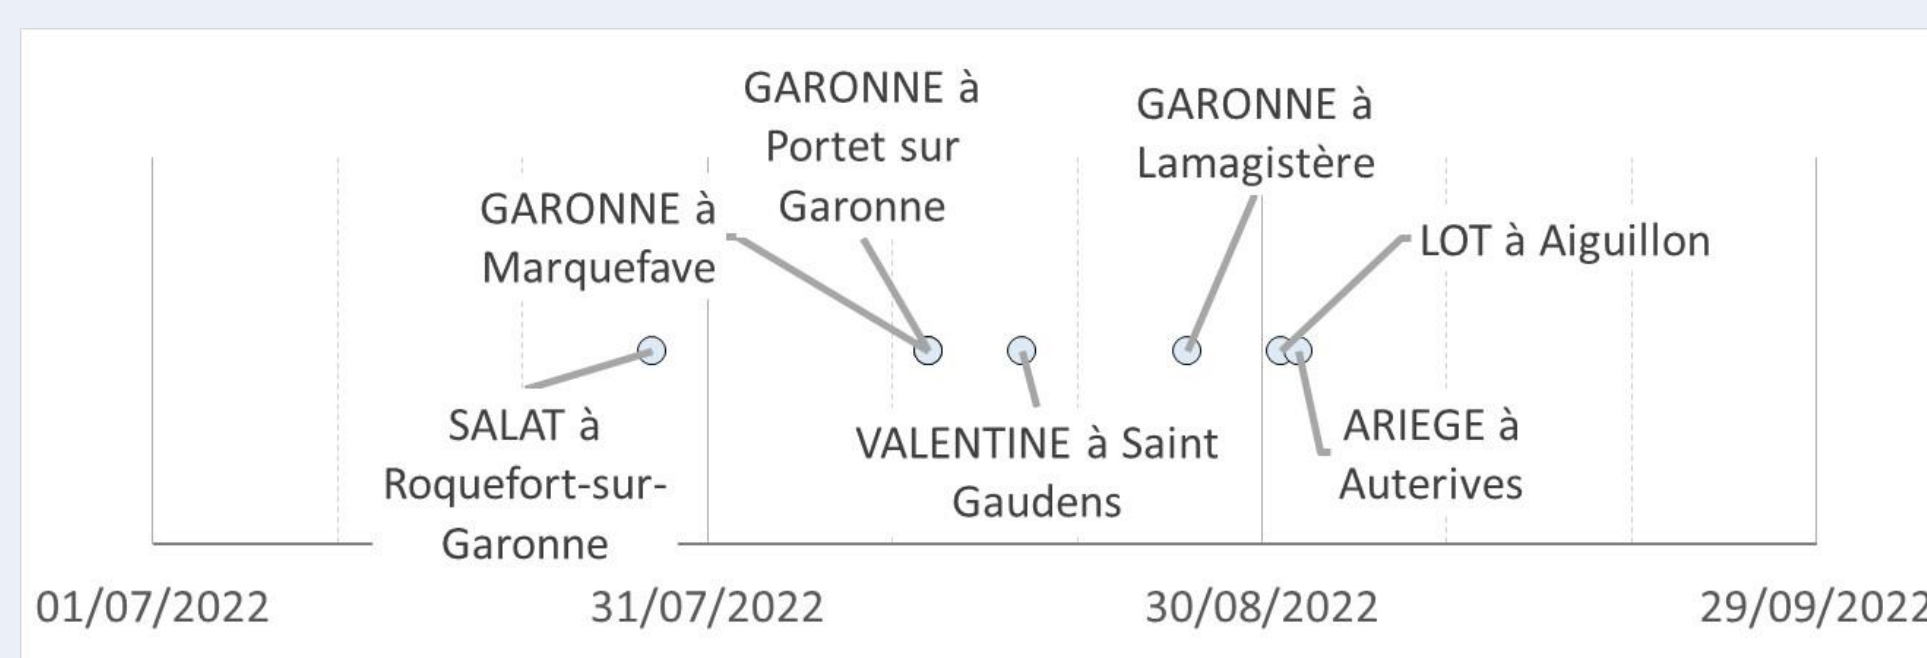 GARONNE à
Portet sur
Garonne
GARONNE à
Lamagistère
GARONNE à
Marquefave
LOT à Aiguillon
SALAT à
Roquefort-sur-
Garonne
VALENTINE à Saint
Gaudens
ARIEGE à
Auterives
01/07/2022
31/07/2022
30/08/2022
29/09/2022